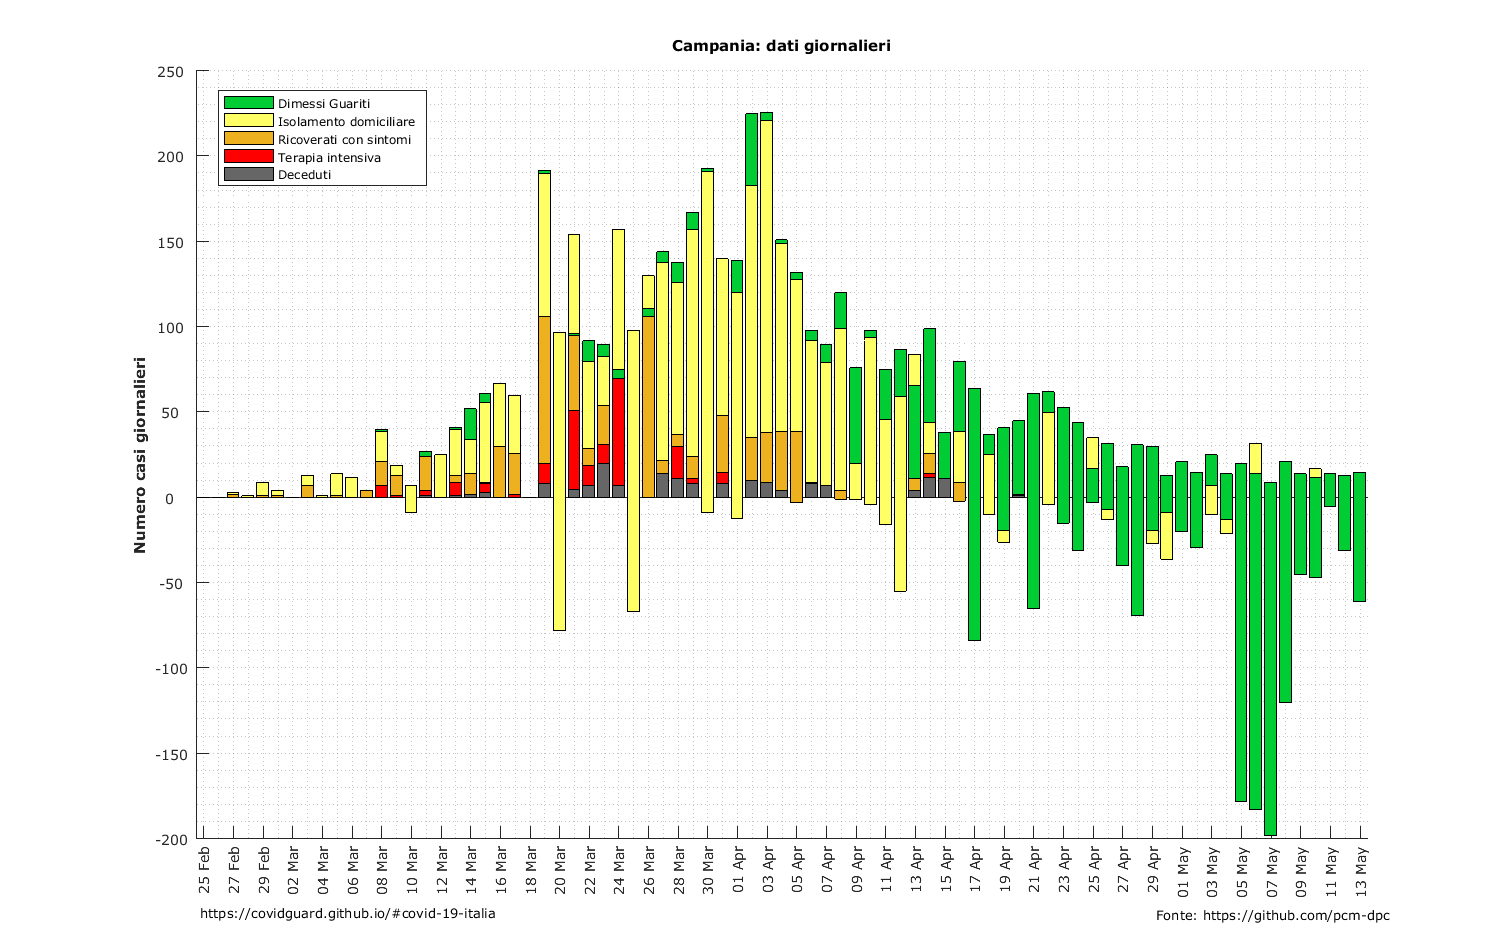 Campania: dati giornalieri
Numero casi giornalieri
250
200
150
100
50
0
-50
-100
-150
-200
Dimessi Guariti
Isolamento domiciliare
Ricoverati con sintomi
Terapia intensiva
Deceduti
25 Feb
27 Feb
29 Feb
02 Mar
04 Mar
06 Mar
08 Mar
10 Mar
12 Mar
14 Mar
16 Mar
18 Mar
20 Mar
22 Mar
24 Mar
26 Mar
28 Mar
30 Mar
01 Apr
03 Apr
05 Apr
07 Apr
09 Apr
11 Apr
13 Apr
15 Apr
17 Apr
19 Apr
21 Apr
23 Apr
25 Apr
27 Apr
29 Apr
01 May
03 May
05 May
07 May
09 May
11 May
13 May
https://covidguard.github.io/#covid-19-italia
Fonte: https://github.com/pcm-dpc